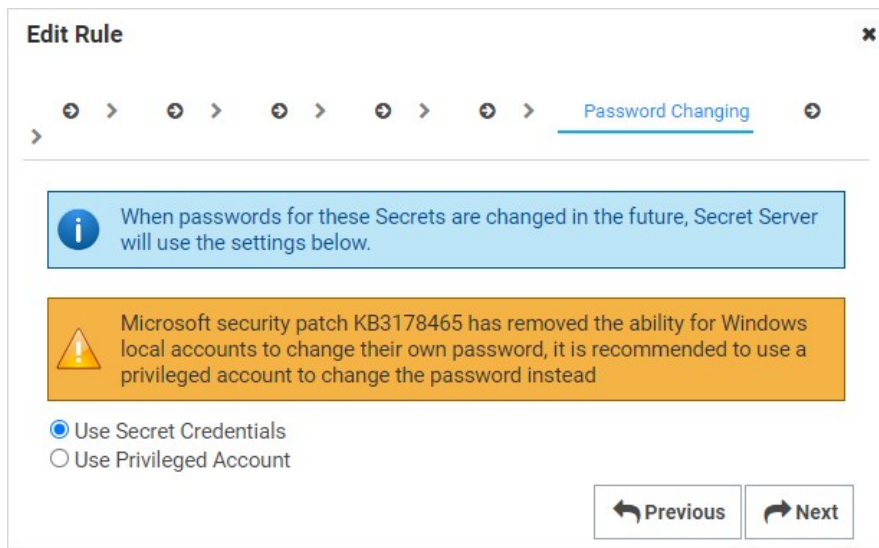 Edit Rule
Password Changing
When passwords for these Secrets are changed in the future, Secret Server
will use the settings below.
Microsoft security patch KB3178465 has removed the ability for Windows
local accounts to change their own password, it is recommended to use a
privileged account to change the password instead
Use Secret Credentials
Use Privileged Account
Previous
Next